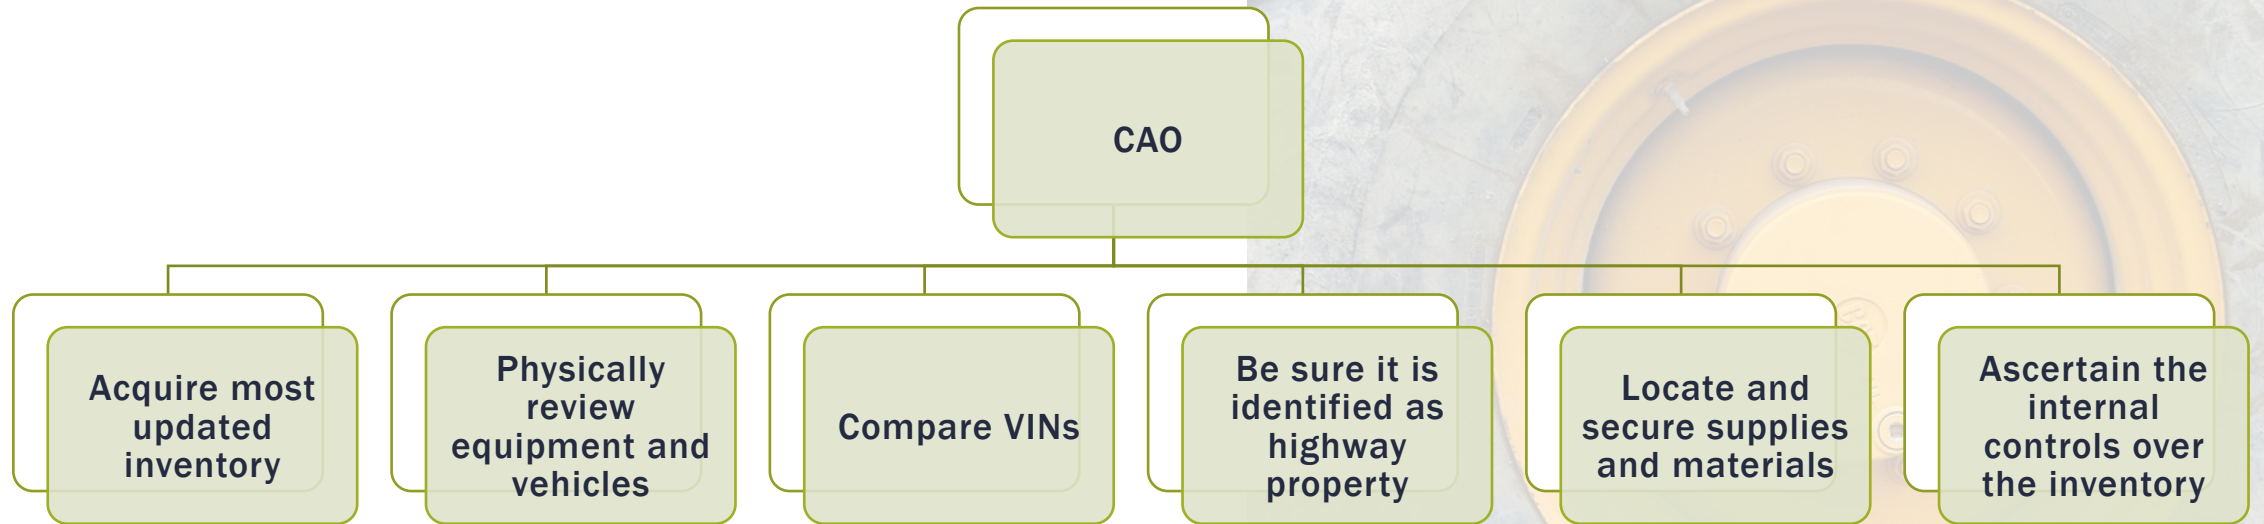 CAO
Acquire most
updated
inventory
Physically
review
equipment and
vehicles
Compare VINs
Be sure it is
identified as
highway
property
Locate and
secure supplies
and materials
Ascertain the
internal
controls over
the inventory